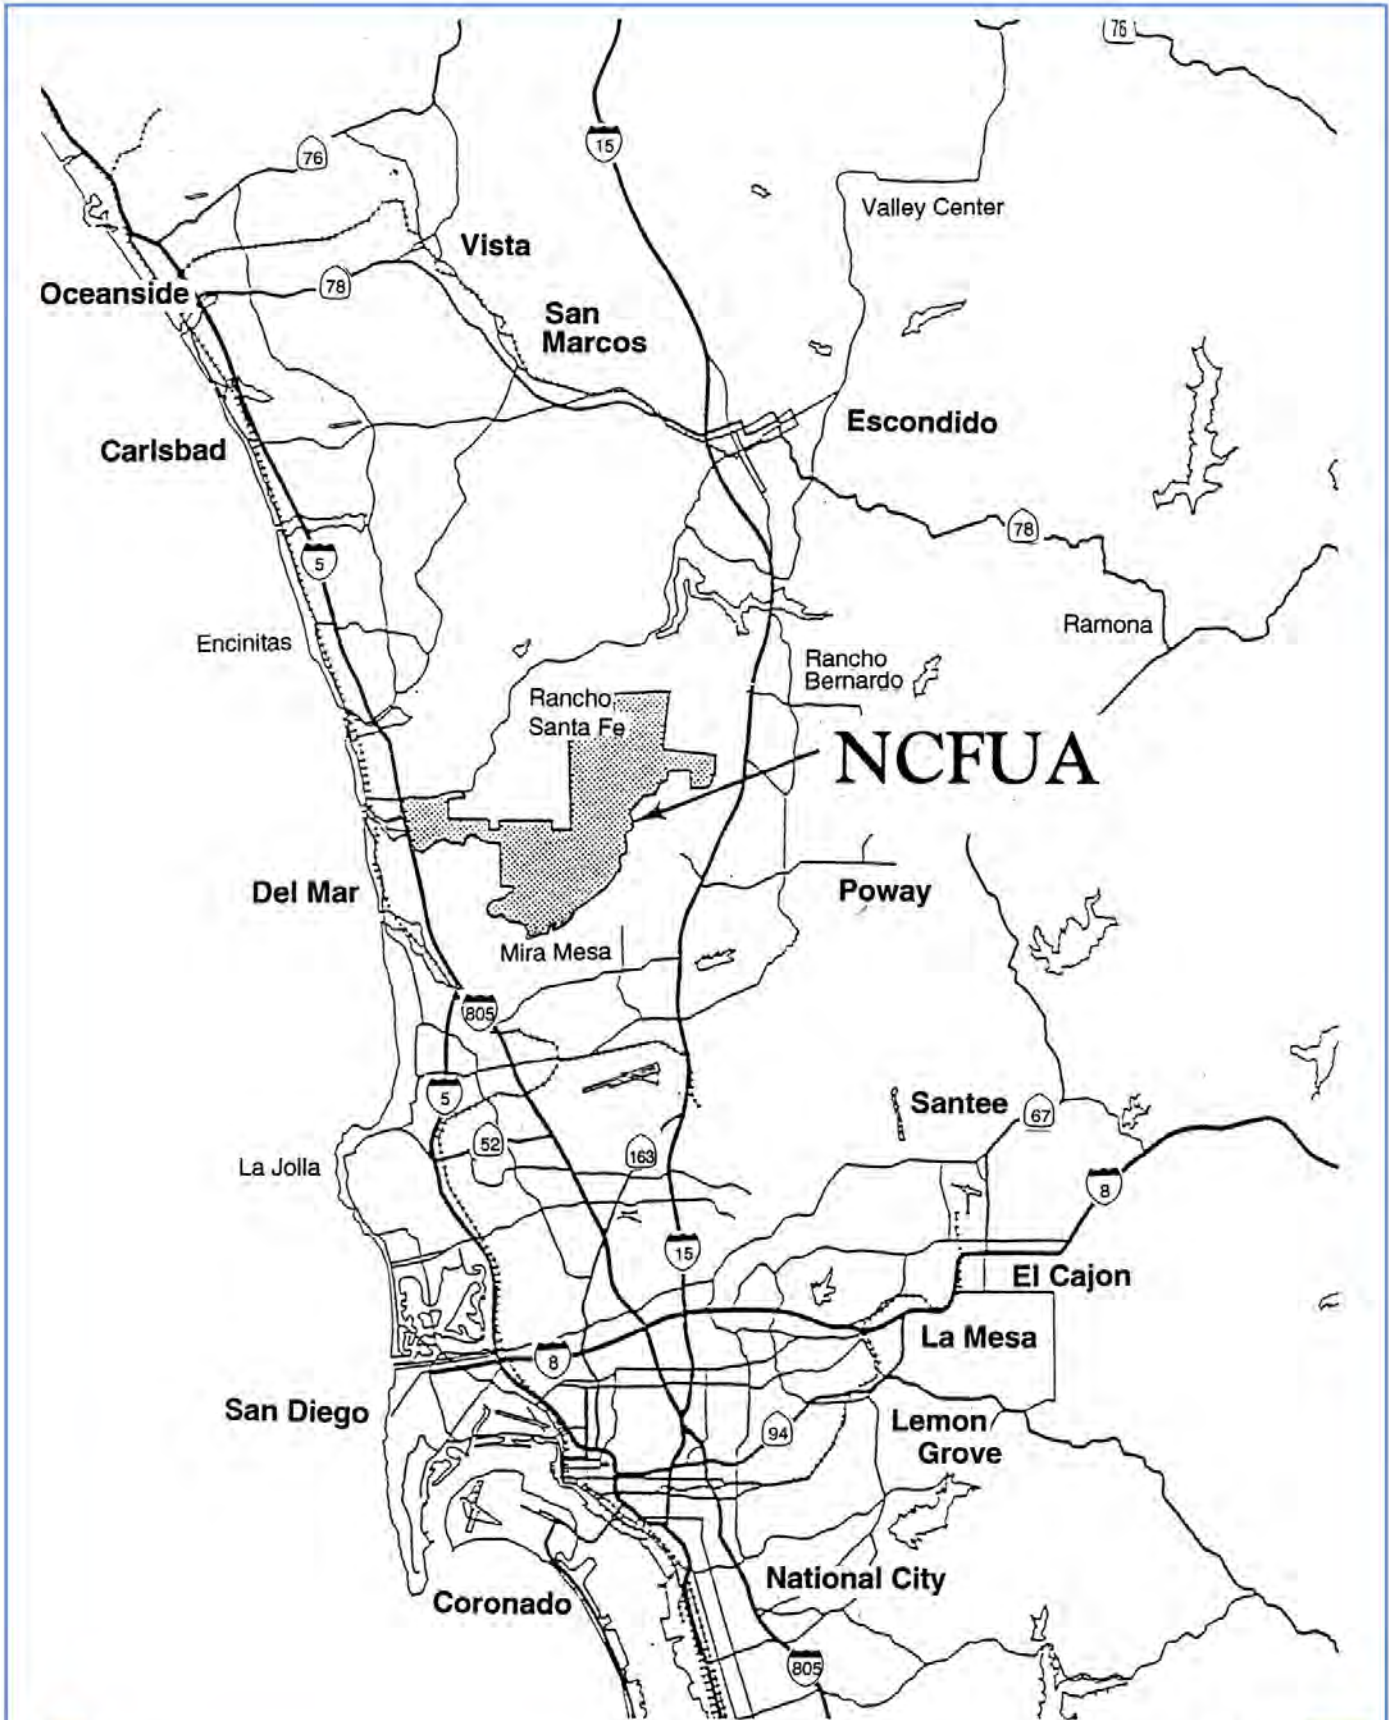 76
15
76
Valley Center
Vista
78
Oceanside
San
Marcos
Escondido
Carlsbad
78
5
Ramona
Encinitas
Rancho
Bernardo
Rancho
Santa Fe
NCFUA
Del Mar
Poway
Mira Mesa
805
5
Santee
67
52
163
La Jolla
8
15
El Cajon
La Mesa
8
San Diego
94
Lemon
Grove
National City
Coronado
805